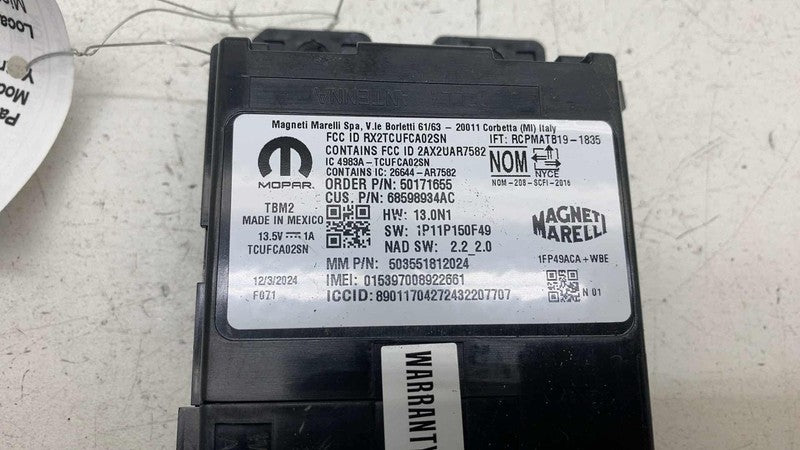 ANTENNA
Magneti Marelli Spa, V.le Borletti 61/63 - 20011 Corbetta (MI) Italy
FCC ID RX2TCUFCA02SN
IFT: RCPMATB19-1835
CONTAINS FCC ID 2AX2UAR7582
IC 4983A-TCUFCA02SN
CONTAINS IC: 26644-AR7582
NOM
NYCE
NOM-208-SCFI-2016
MOPAR
ORDER P/N: 50171655
CUS. P/N: 68598934AC
TBM2
MADE IN MEXICO
13.5V 1A
TCUFCA02SN
HW: 13.0N1
SW: 1P11P150F49
NAD SW: 2.2_2.0
MAGNETI
MARELLI
MM P/N: 503551812024
1FP49ACA+WBE
12/3/2024
F071
IMEI: 015397008922661
ICCID: 89011704272432207707
N 01
WARRANTY